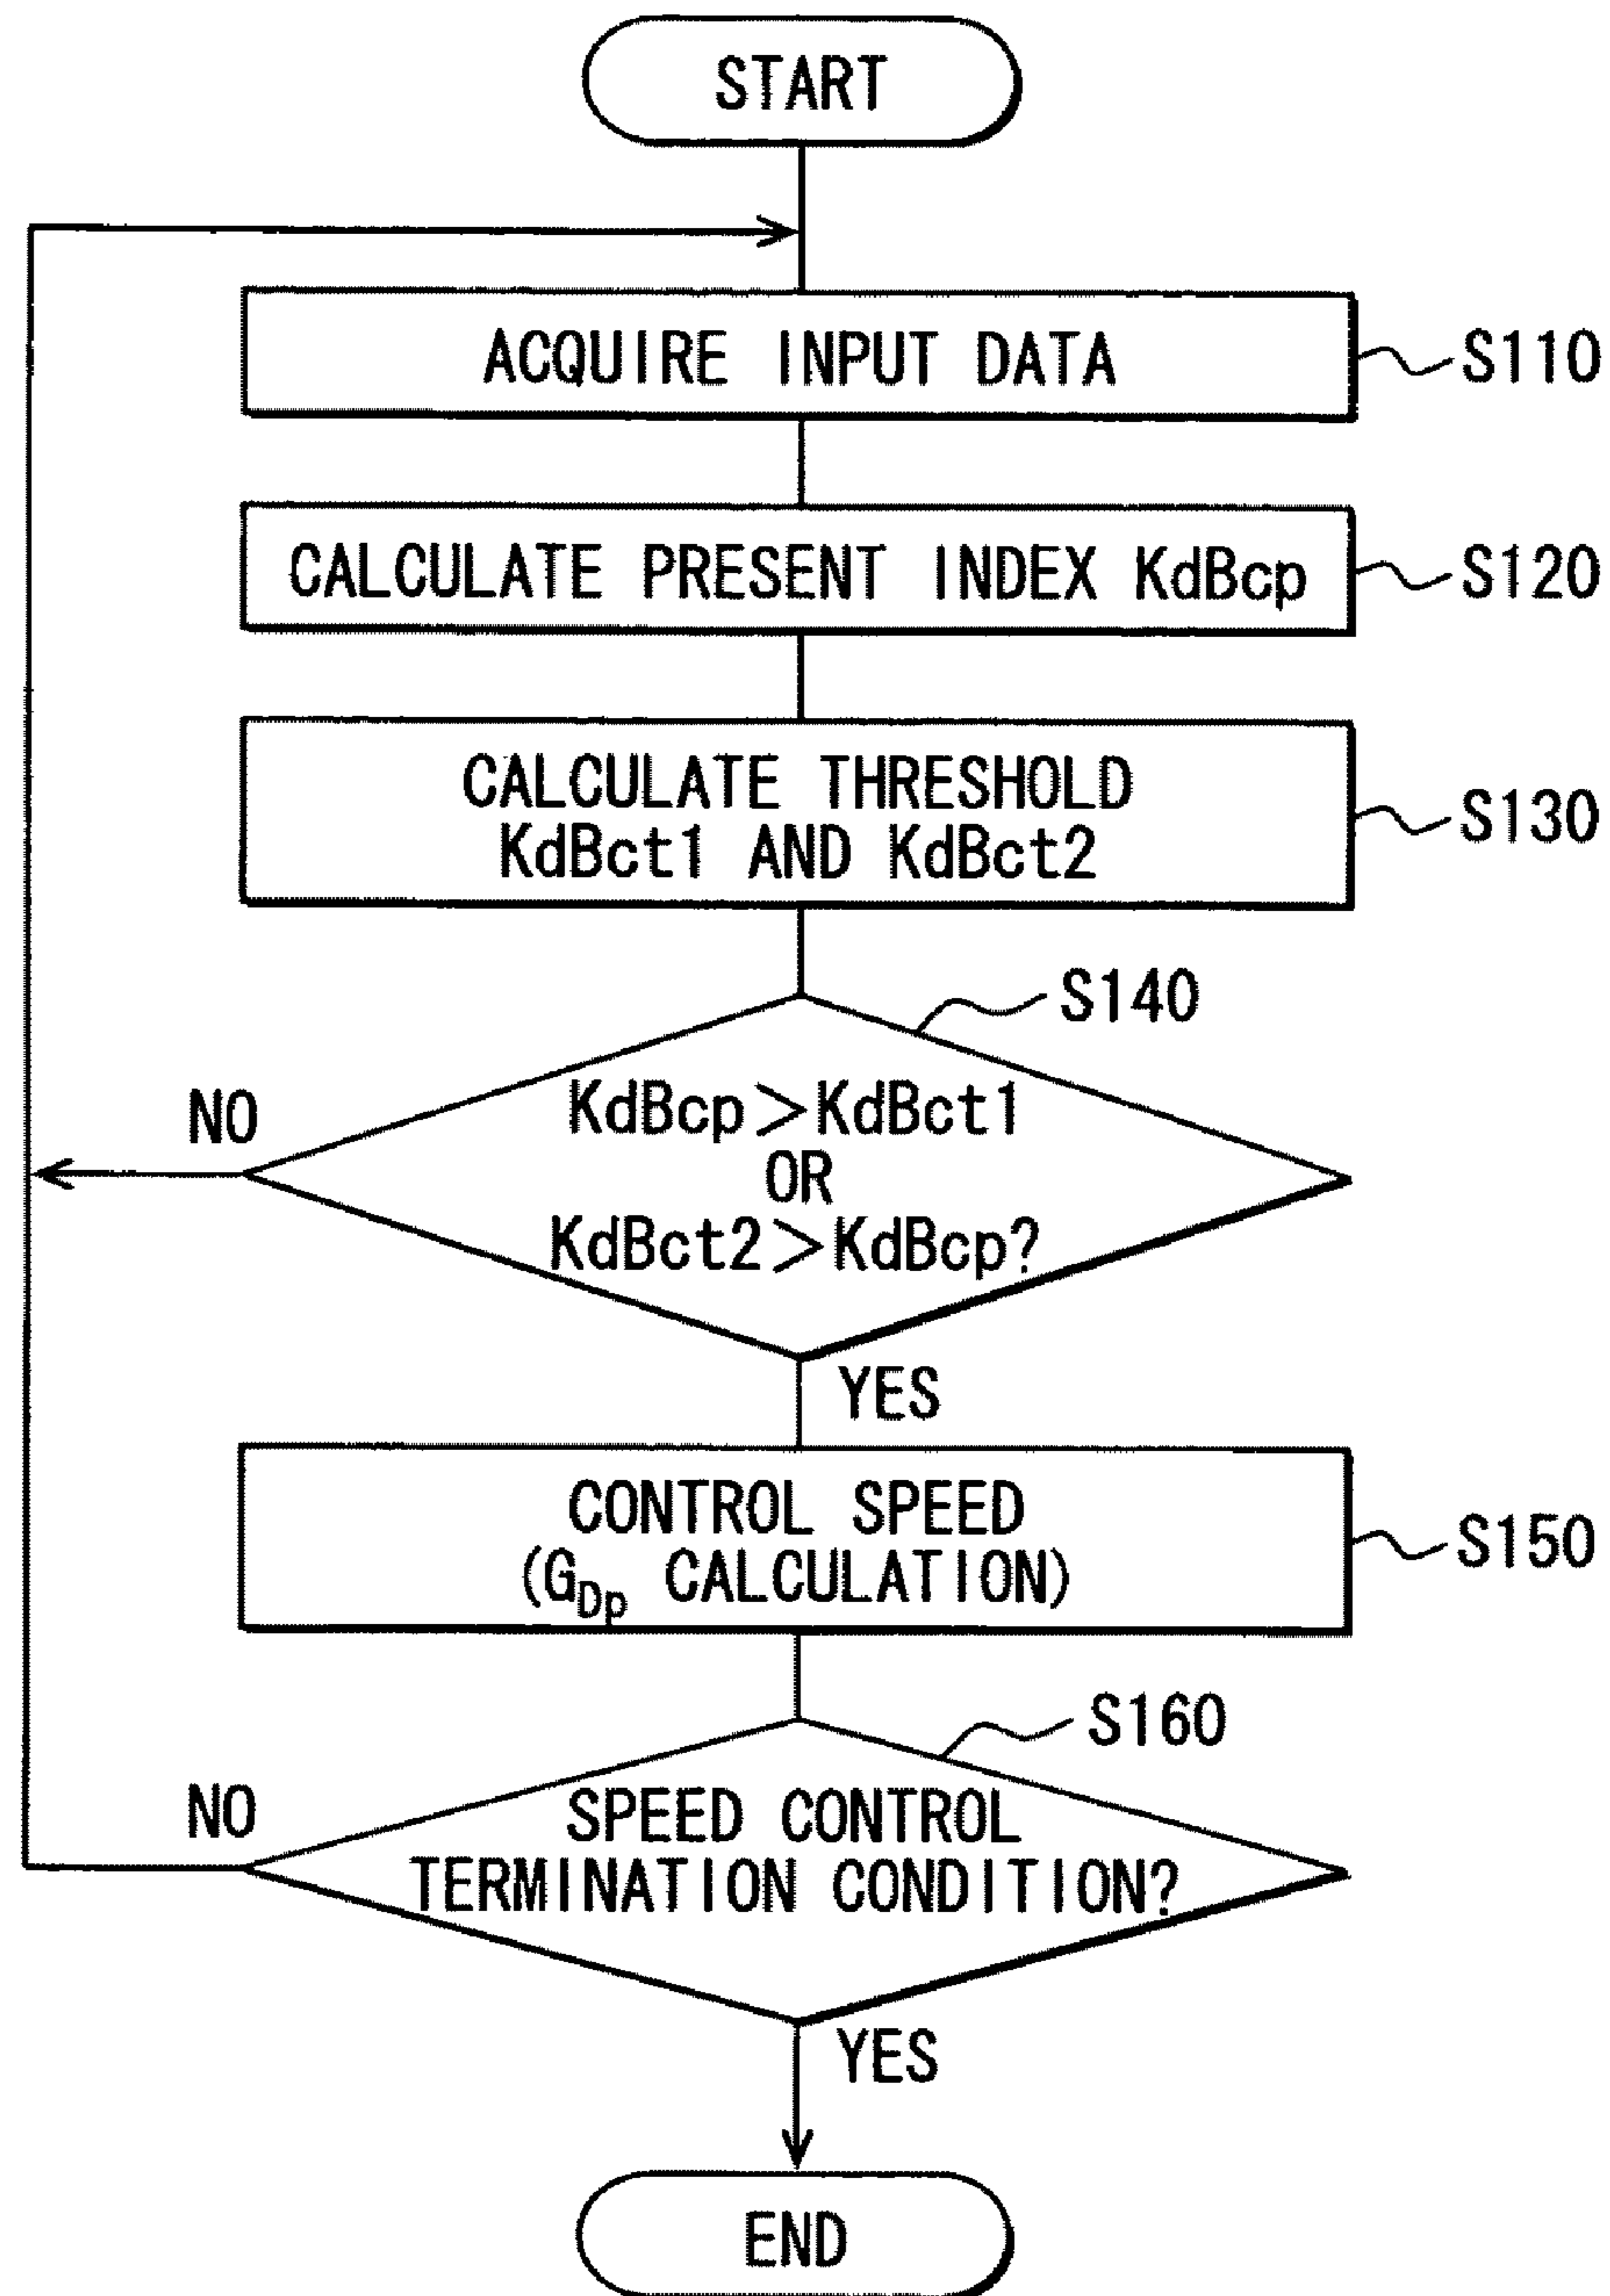 START
ACQUIRE INPUT DATA
S110
CALCULATE PRESENT INDEX KdBcp
S120
CALCULATE THRESHOLD
KdBct1 AND KdBct2
S130
S140
KdBcp>KdBct1
OR
KdBct2>KdBcp?
NO
YES
CONTROL SPEED
(GDp CALCULATION)
S150
S160
SPEED CONTROL
TERMINATION CONDITION?
NO
YES
END